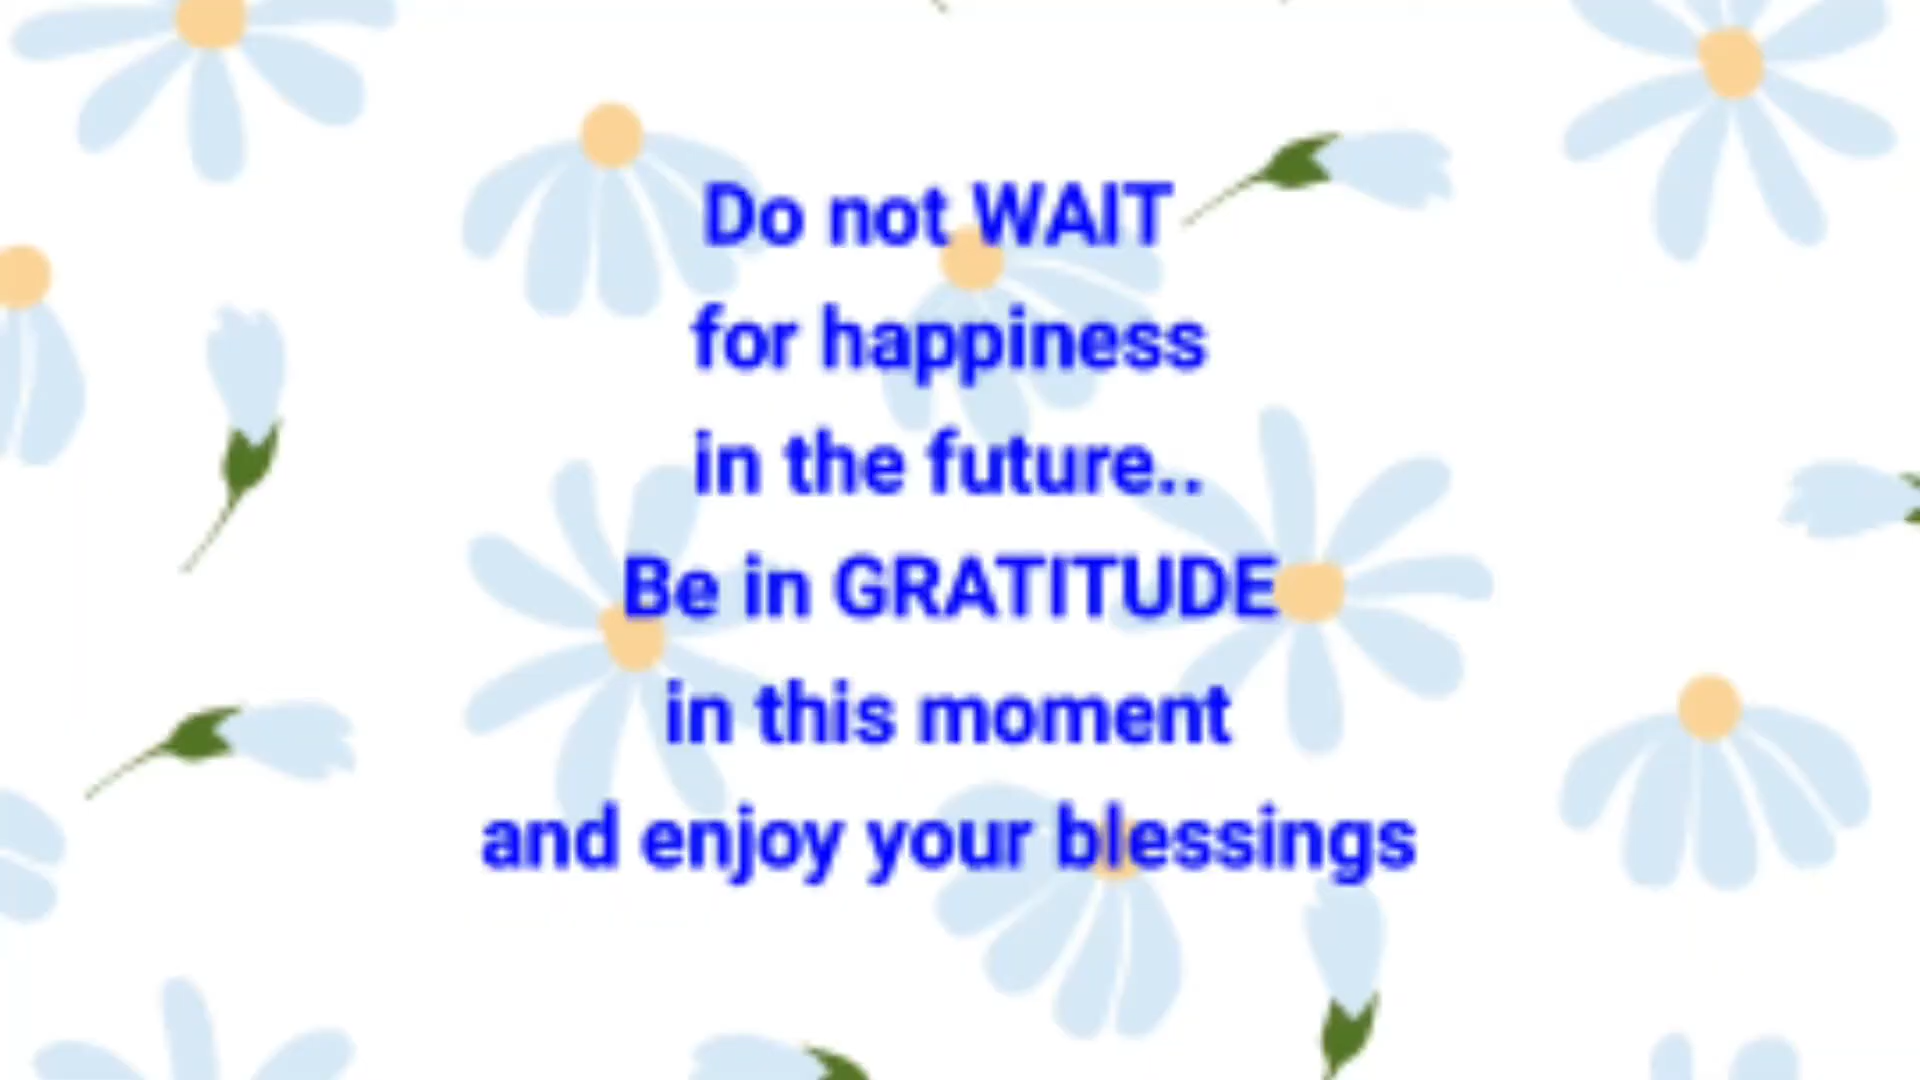 Do not WAIT
for happiness
in the future..
Be in GRATITUDE
in this moment
and enjoy your blessings